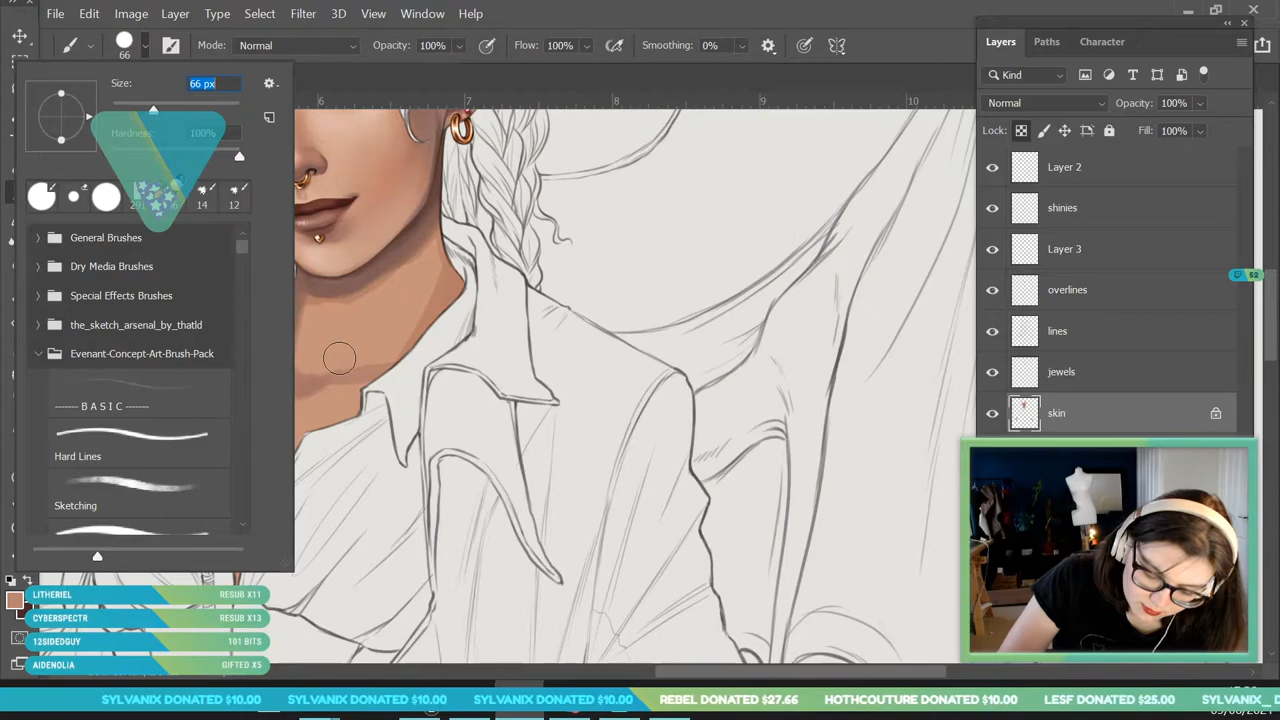 File Edit Image Layer Type Select Filter 3D View Window Help
66 Mode: Normal Opacity: 100% Flow: 100% Smoothing: 0%
Size: 66 px
Hardness: 100%
14 12
General Brushes
Dry Media Brushes
Special Effects Brushes
the_sketch_arsenal_by_thatld
Evenant-Concept-Art-Brush-Pack
------- B A S I C -------
Hard Lines
Sketching
6 7 8 9 10
Layers Paths Character
Kind
Normal Opacity: 100%
Lock: Fill: 100%
Layer 2
shinies
Layer 3
overlines
lines
jewels
skin
52
LITHERIEL RESUB X11
CYBERSPECTR RESUB X13
12SIDEDGUY 101 BITS
AIDENOLIA GIFTED X5
SYLVANIX DONATED $10.00 SYLVANIX DONATED $10.00 SYLVANIX DONATED $10.00 REBEL DONATED $27.66 HOTHCOUTURE DONATED $10.00 LESF DONATED $25.00 SYLVANIX_